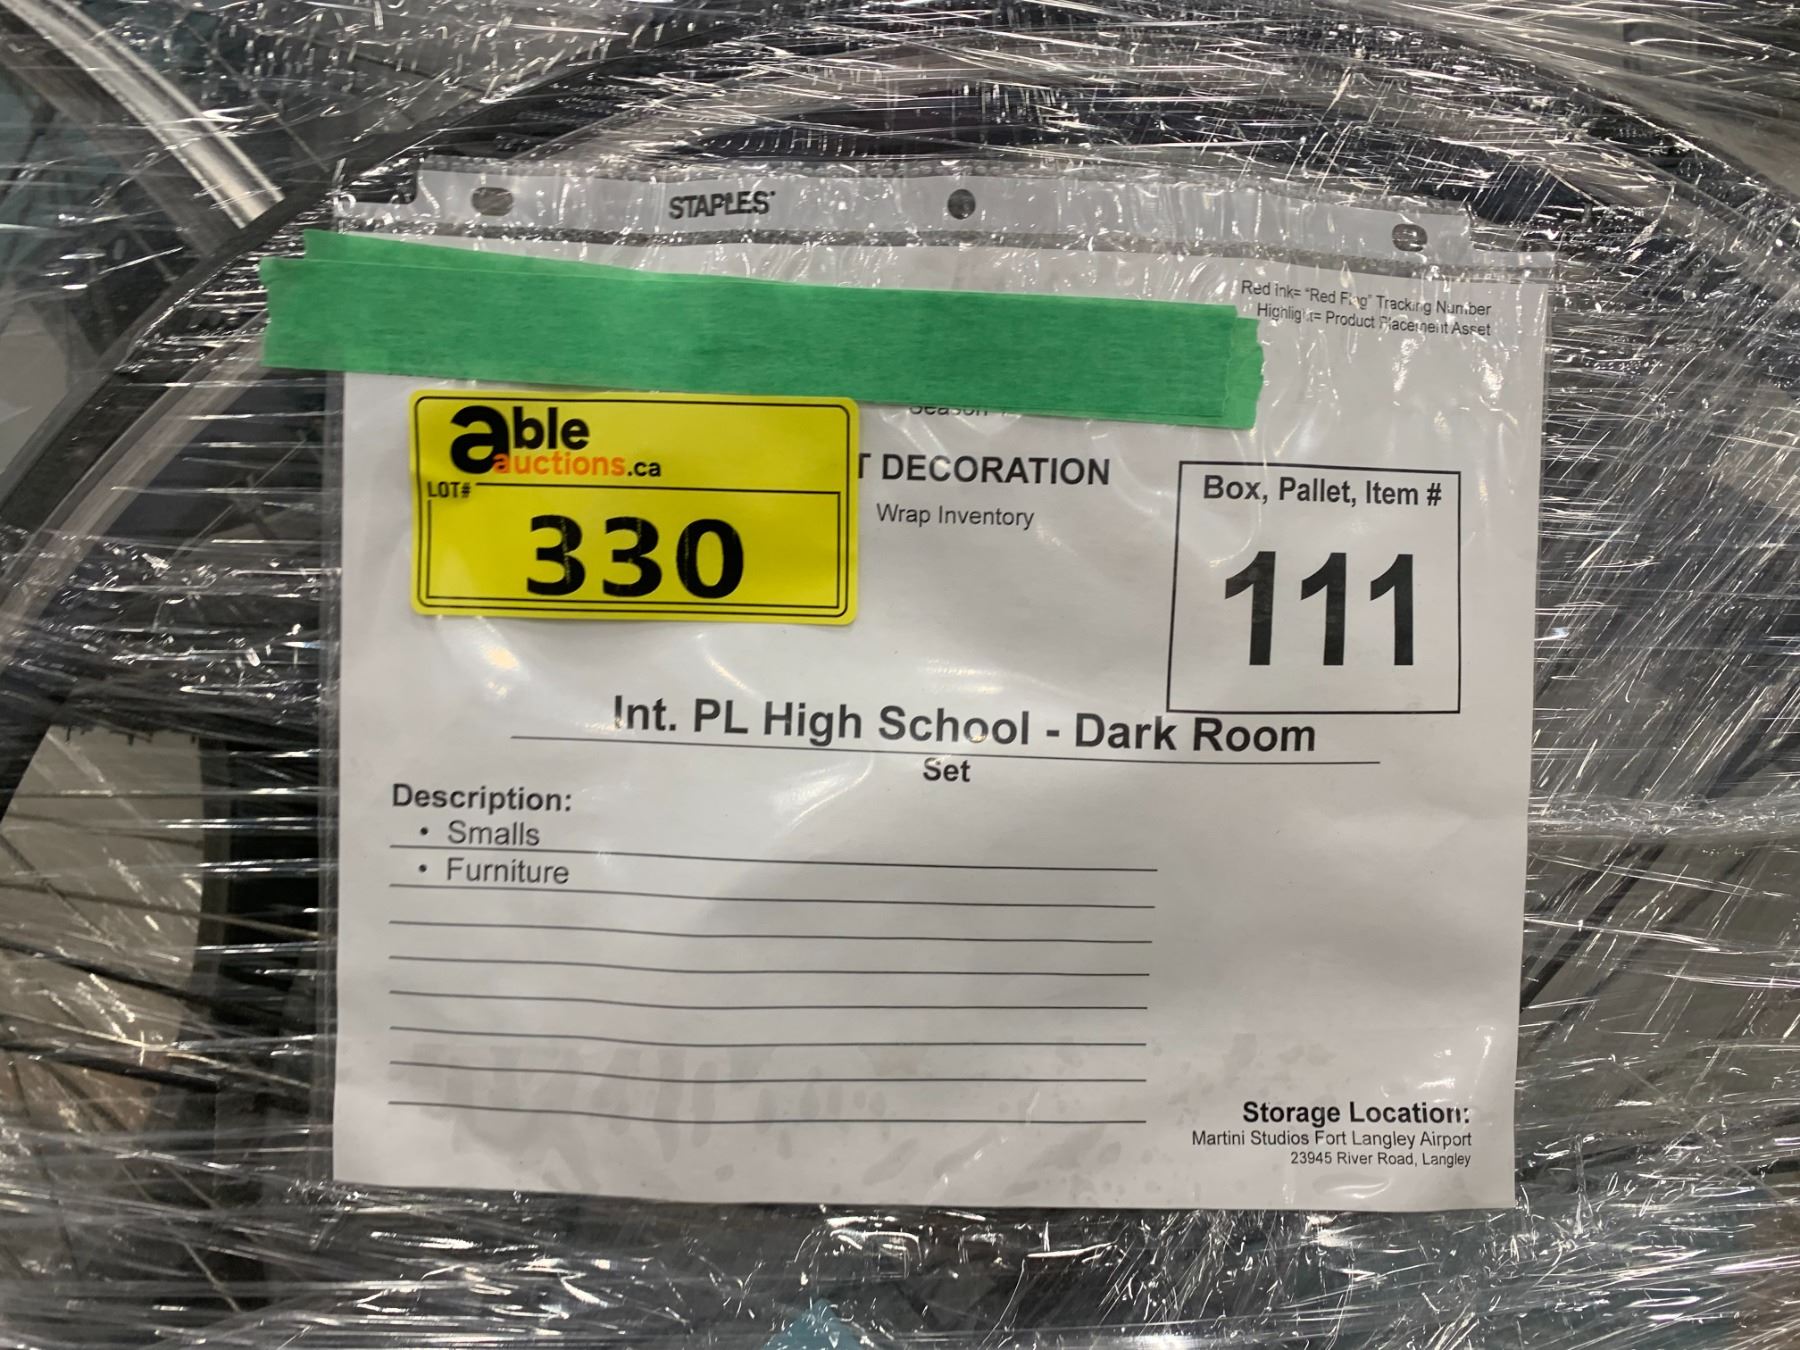 STAPLES
Red ink= "Red Flag" Tracking Number
Highlight= Product Placement Asset
able
auctions.ca
LOT#
330
DECORATION
Wrap Inventory
Box, Pallet, Item #
111
Int. PL High School - Dark Room
Set
Description:
• Smalls
• Furniture
Storage Location:
Martini Studios Fort Langley Airport
23945 River Road, Langley